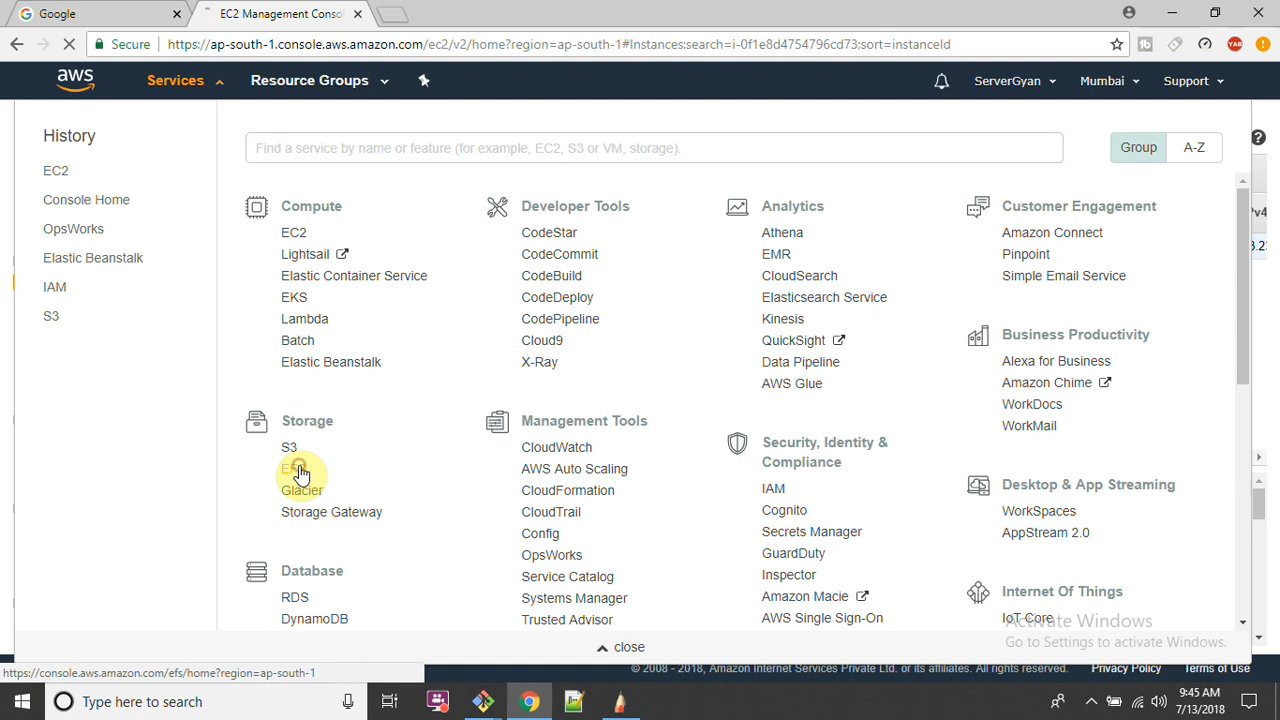 Google
EC2 Management Consol
Secure
https://ap-south-1.console.aws.amazon.com/ec2/v2/home?region=ap-south-1#Instances:search=i-0f1e8d4754796cd73;sort=instanceId
aws
Services
Resource Groups
ServerGyan
Mumbai
Support
History
EC2
Console Home
OpsWorks
Elastic Beanstalk
IAM
S3
Find a service by name or feature (for example, EC2, S3 or VM, storage).
Group
A-Z
Compute
EC2
Lightsail
Elastic Container Service
EKS
Lambda
Batch
Elastic Beanstalk
Storage
S3
Glacier
Storage Gateway
Database
RDS
DynamoDB
Developer Tools
CodeStar
CodeCommit
CodeBuild
CodeDeploy
CodePipeline
Cloud9
X-Ray
Management Tools
CloudWatch
AWS Auto Scaling
CloudFormation
CloudTrail
Config
OpsWorks
Service Catalog
Systems Manager
Trusted Advisor
Analytics
Athena
EMR
CloudSearch
Elasticsearch Service
Kinesis
QuickSight
Data Pipeline
AWS Glue
Security, Identity &
Compliance
IAM
Cognito
Secrets Manager
GuardDuty
Inspector
Amazon Macie
AWS Single Sign-On
Customer Engagement
Amazon Connect
Pinpoint
Simple Email Service
Business Productivity
Alexa for Business
Amazon Chime
WorkDocs
WorkMail
Desktop & App Streaming
WorkSpaces
AppStream 2.0
Internet Of Things
IoT Core
Activate Windows
Go to Settings to activate Windows.
close
https://console.aws.amazon.com/efs/home?region=ap-south-1
© 2008 - 2018, Amazon Internet Services Private Ltd. or its affiliates. All rights reserved.
Privacy Policy
Terms of Use
Type here to search
9:45 AM
7/13/2018